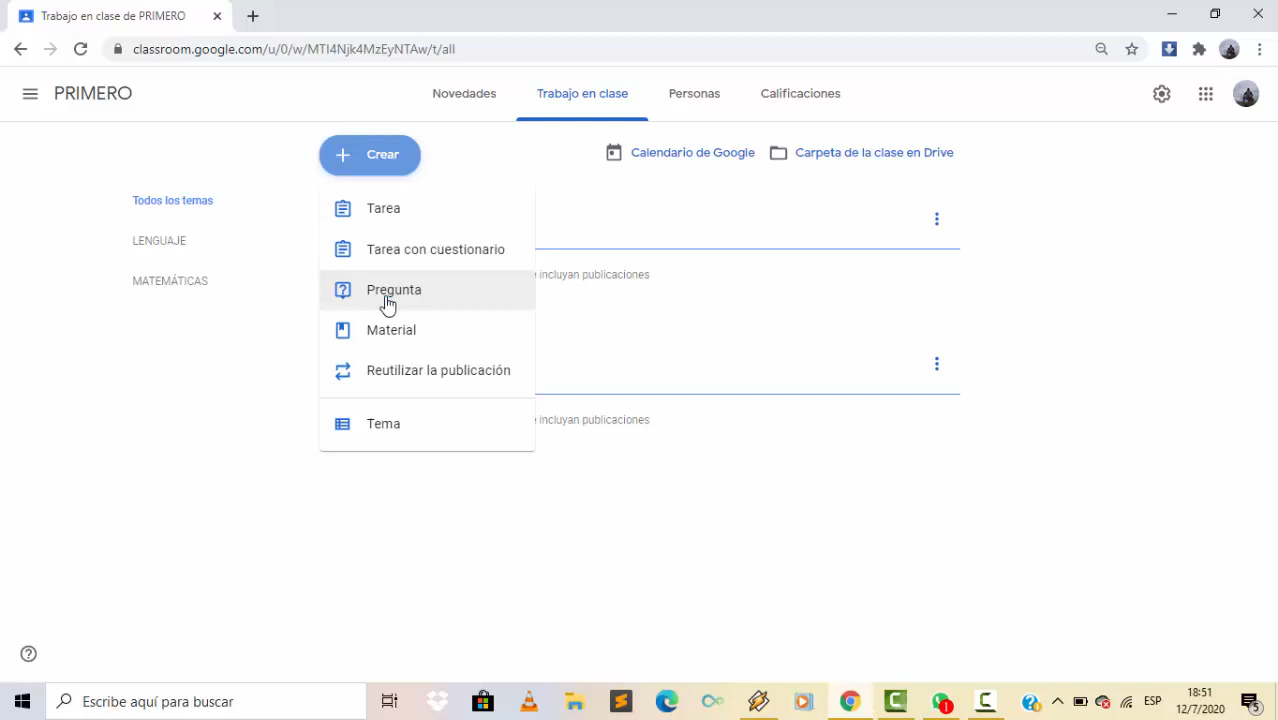 Trabajo en clase de PRIMERO
classroom.google.com/u/0/w/MTI4Njk4MzEyNTAw/t/all
PRIMERO
Novedades
Trabajo en clase
Personas
Calificaciones
Crear
Calendario de Google
Carpeta de la clase en Drive
Todos los temas
LENGUAJE
MATEMÁTICAS
Tarea
Tarea con cuestionario
Pregunta
Material
Reutilizar la publicación
Tema
incluyan publicaciones
incluyan publicaciones
Escribe aquí para buscar
1
ESP
18:51
12/7/2020
5